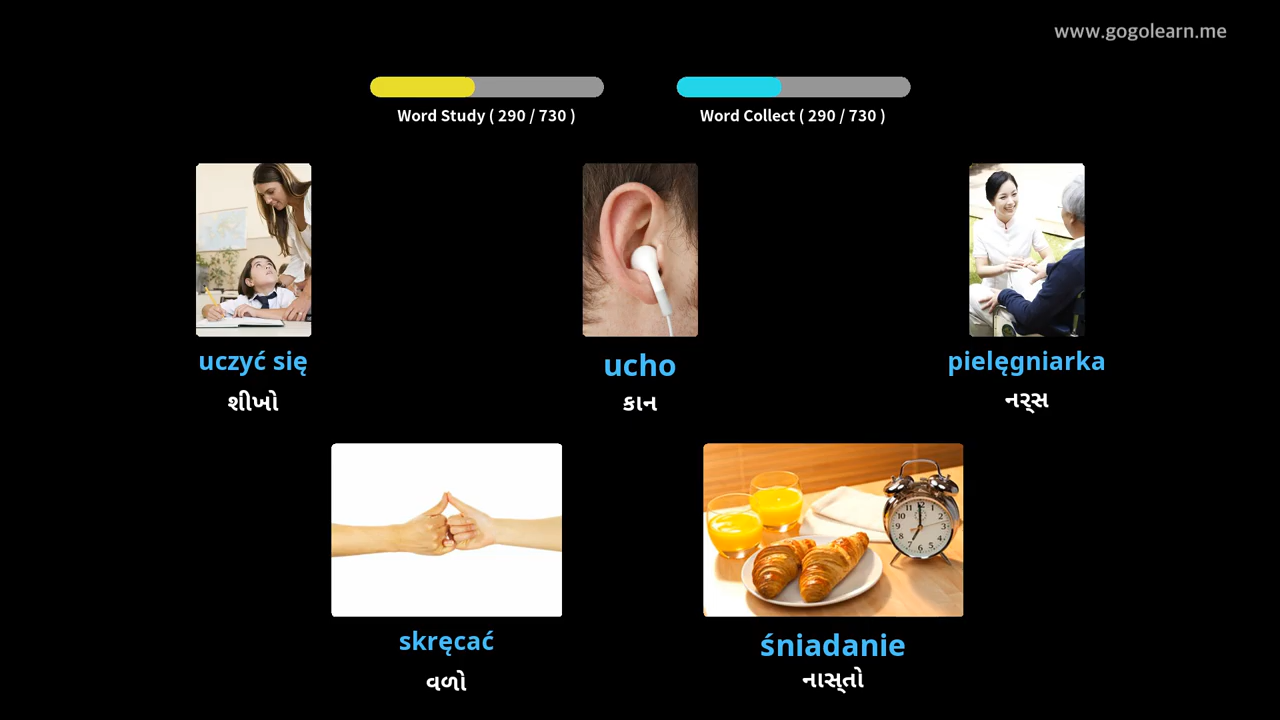 www.gogolearn.me
Word Study ( 290 / 730 )
Word Collect ( 290 / 730 )
uczyć się
શીખો
ucho
કાન
pielęgniarka
નર્સ
skręcać
વળો
śniadanie
નાસ્તો